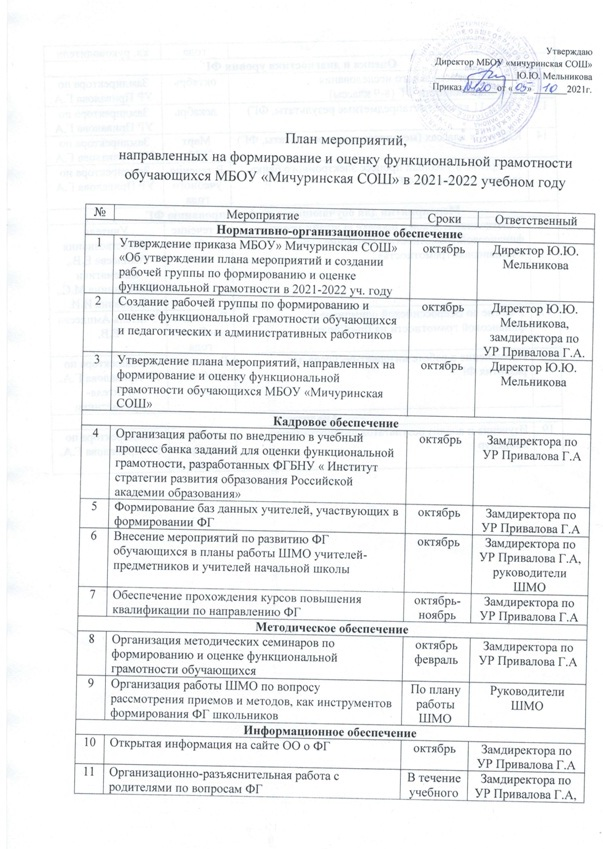 Утверждаю
Директор МБОУ «мичуринская СОШ»
Ю.Ю. Мельникова
Приказ №20 от «05» 10 2021г.
План мероприятий,
направленных на формирование и оценку функциональной грамотности
обучающихся МБОУ «Мичуринская СОШ» в 2021-2022 учебном году
№ Мероприятие Сроки Ответственный
Нормативно-организационное обеспечение
1 Утверждение приказа МБОУ» Мичуринская СОШ» октябрь Директор Ю.Ю.
«Об утверждении плана мероприятий и создании Мельникова
рабочей группы по формированию и оценке
функциональной грамотности в 2021-2022 уч. году
2 Создание рабочей группы по формированию и октябрь Директор Ю.Ю.
оценке функциональной грамотности обучающихся Мельникова,
и педагогических и административных работников замдиректора по
УР Привалова Г.А.
3 Утверждение плана мероприятий, направленных на октябрь Директор Ю.Ю.
формирование и оценку функциональной Мельникова
грамотности обучающихся МБОУ «Мичуринская
СОШ»
Кадровое обеспечение
4 Организация работы по внедрению в учебный октябрь Замдиректора по
процесс банка заданий для оценки функциональной УР Привалова Г.А
грамотности, разработанных ФГБНУ « Институт
стратегии развития образования Российской
академии образования»
5 Формирование баз данных учителей, участвующих в октябрь Замдиректора по
формировании ФГ УР Привалова Г.А
6 Внесение мероприятий по развитию ФГ октябрь Замдиректора по
обучающихся в планы работы ШМО учителей- УР Привалова Г.А,
предметников и учителей начальной школы руководители
ШМО
7 Обеспечение прохождения курсов повышения октябрь- Замдиректора по
квалификации по направлению ФГ ноябрь УР Привалова Г.А
Методическое обеспечение
8 Организация методических семинаров по октябрь Замдиректора по
формированию и оценке функциональной февраль УР Привалова Г.А
грамотности обучающихся
9 Организация работы ШМО по вопросу По плану Руководители
рассмотрения приемов и методов, как инструментов работы ШМО
формирования ФГ школьников ШМО
Информационное обеспечение
10 Открытая информация на сайте ОО о ФГ октябрь Замдиректора по
УР Привалова Г.А
11 Организационно-разъяснительная работа с В течение Замдиректора по
родителями по вопросам ФГ учебного УР Привалова Г.А,